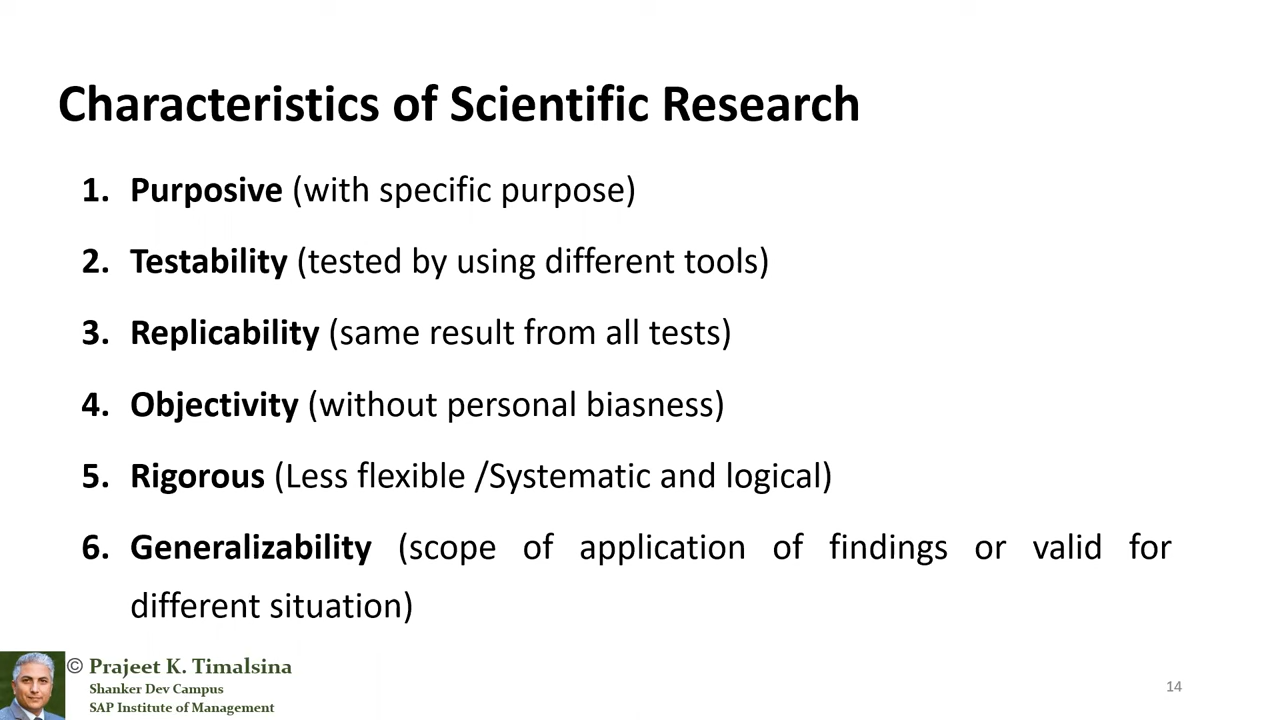 Characteristics of Scientific Research
1. Purposive (with specific purpose)
2. Testability (tested by using different tools)
3. Replicability (same result from all tests)
4. Objectivity (without personal biasness)
5. Rigorous (Less flexible /Systematic and logical)
6. Generalizability (scope of application of findings or valid for
different situation)
© Prajeet K. Timalsina
Shanker Dev Campus
SAP Institute of Management
14